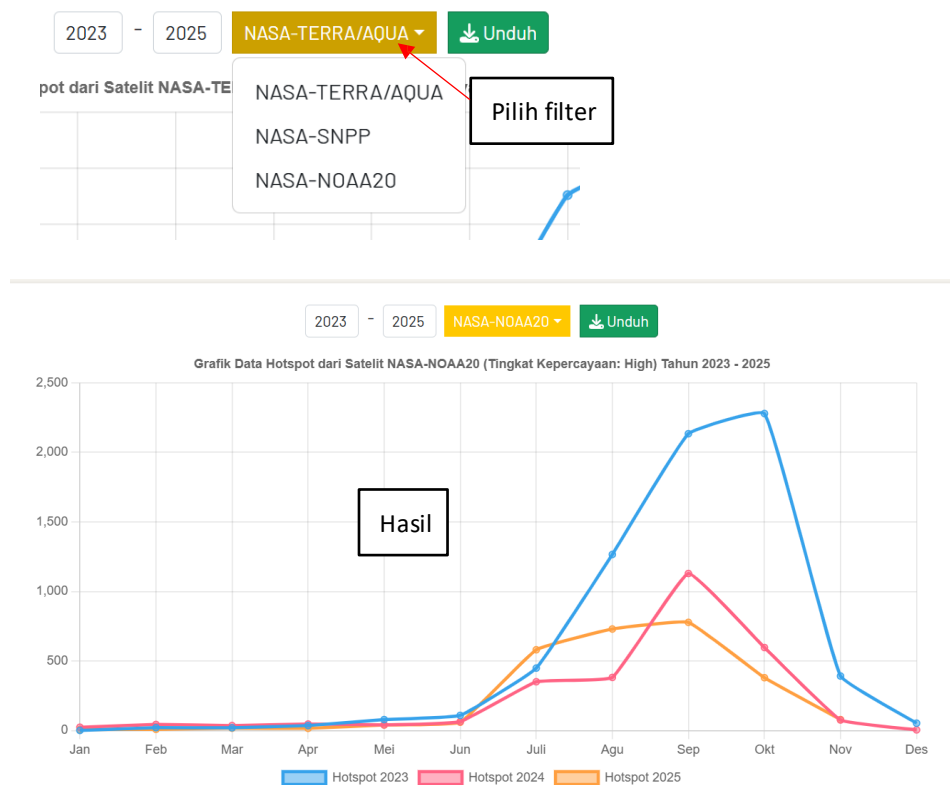 2023 - 2025 NASA-TERRA/AQUA Unduh
pot dari Satelit NASA-TE
NASA-TERRA/AQUA
Pilih filter
NASA-SNPP
NASA-NOAA20
2023 - 2025 NASA-NOAA20 Unduh
Grafik Data Hotspot dari Satelit NASA-NOAA20 (Tingkat Kepercayaan: High) Tahun 2023 - 2025
2,500
2,000
1,500
Hasil
1,000
500
0
Jan Feb Mar Apr Mei Jun Juli Agu Sep Okt Nov Des
Hotspot 2023 Hotspot 2024 Hotspot 2025